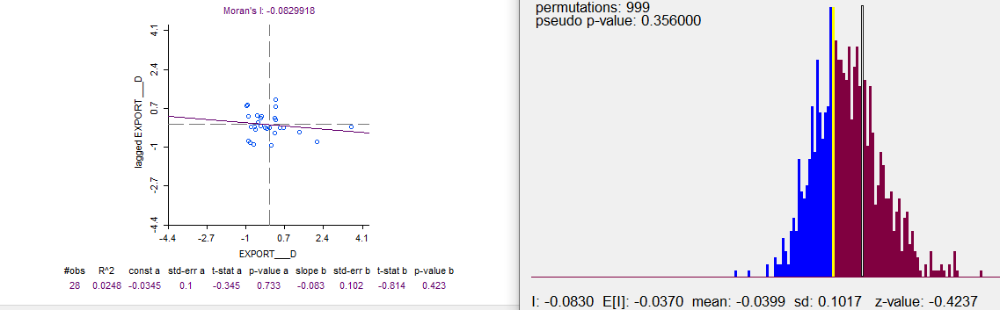 Moran's I: -0.0829918
4.1
2.4
0.7
-1
-2.7
-4.4
lagged EXPORT___D
-4.4 -2.7 -1 0.7 2.4 4.1
EXPORT___D
#obs R^2 const a std-err a t-stat a p-value a slope b std-err b t-stat b p-value b
28 0.0248 -0.0345 0.1 -0.345 0.733 -0.083 0.102 -0.814 0.423
permutations: 999
pseudo p-value: 0.356000
I: -0.0830 E[I]: -0.0370 mean: -0.0399 sd: 0.1017 z-value: -0.4237